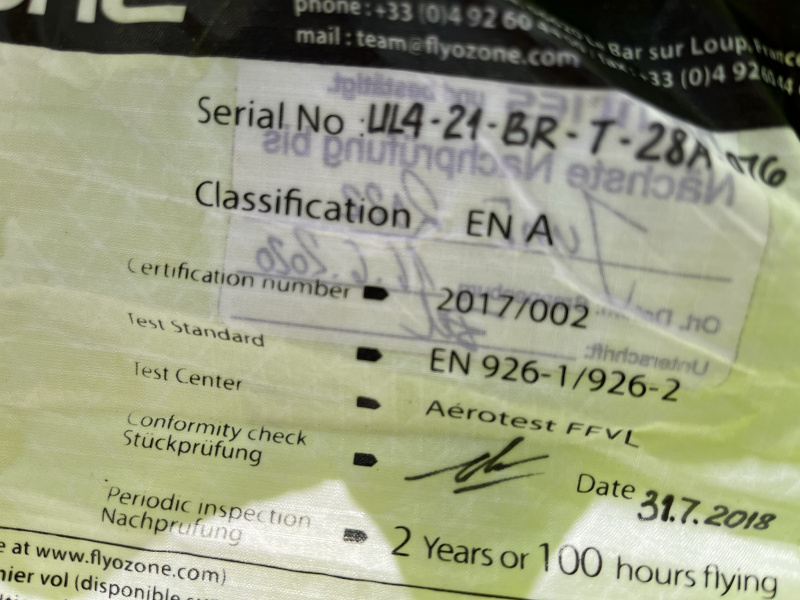 phone: +33 (0)4 92 60
Bar sur Loup, France
mail: team@flyozone.com
+33 (0)4 92
Serial No : UL4-21-BR-T-28A 076
Nächste Nachprüfung bis
Classification EN A
Certification number 2017/002
Test Standard EN 926-1/926-2
Test Center Aérotest FFVL
Conformity check
Stückprüfung
Date 31.7.2018
Periodic inspection
Nachprüfung
2 Years or 100 hours flying
at www.flyozone.com)
vol (disponible
Unterschrift: